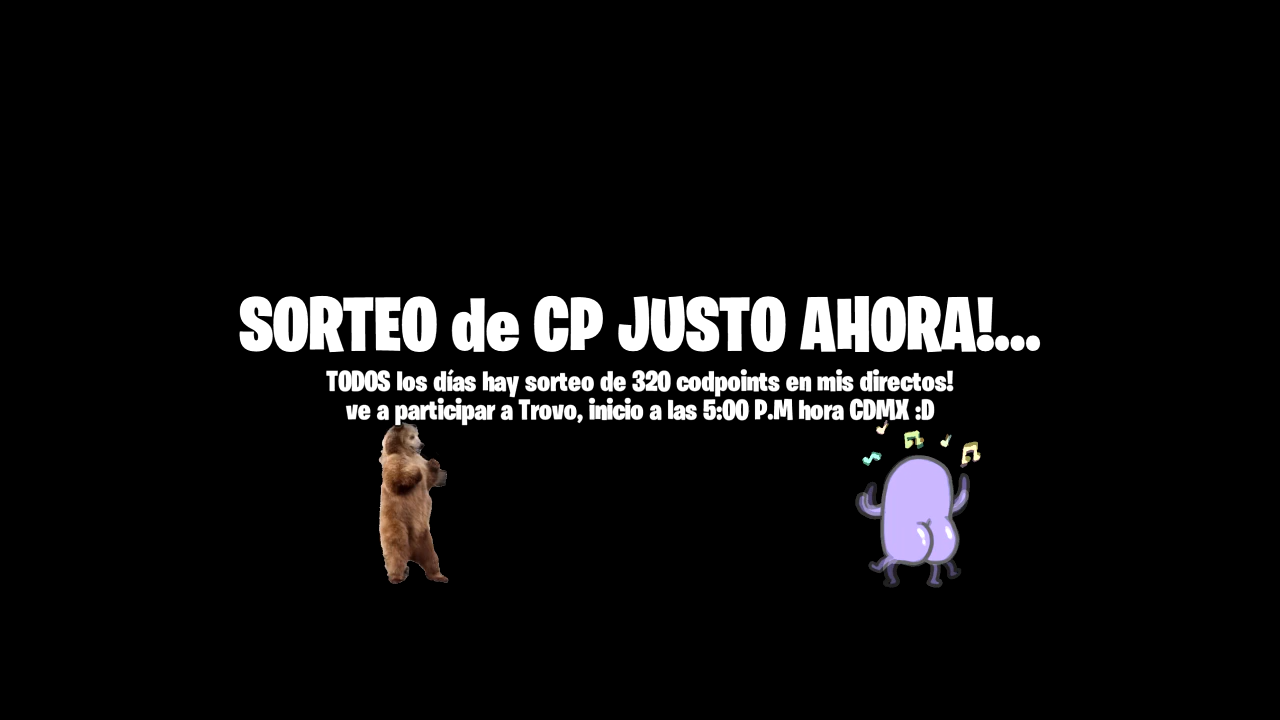 SORTEO de CP JUSTO AHORA!...
TODOS los días hay sorteo de 320 codpoints en mis directos!
ve a participar a Trovo, inicio a las 5:00 P.M hora CDMX :D